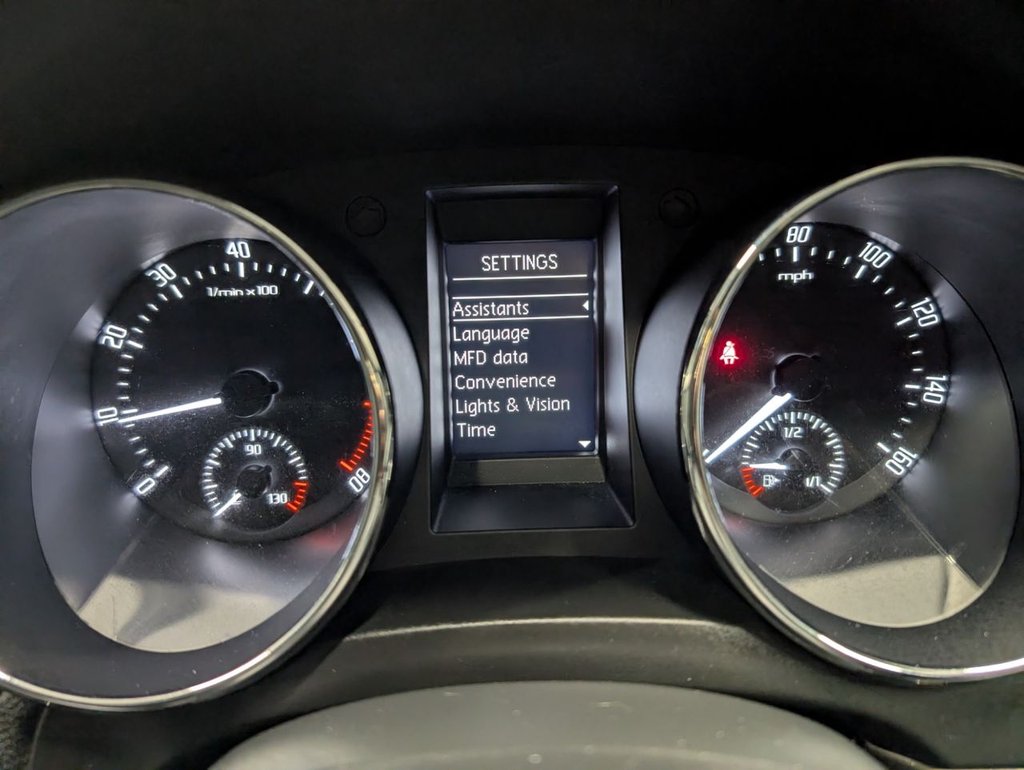 0
10
20
30
40
80
1/min x 100
90
130
SETTINGS
Assistants
Language
MFD data
Convenience
Lights & Vision
Time
80
100
120
140
160
mph
1/2
1/1